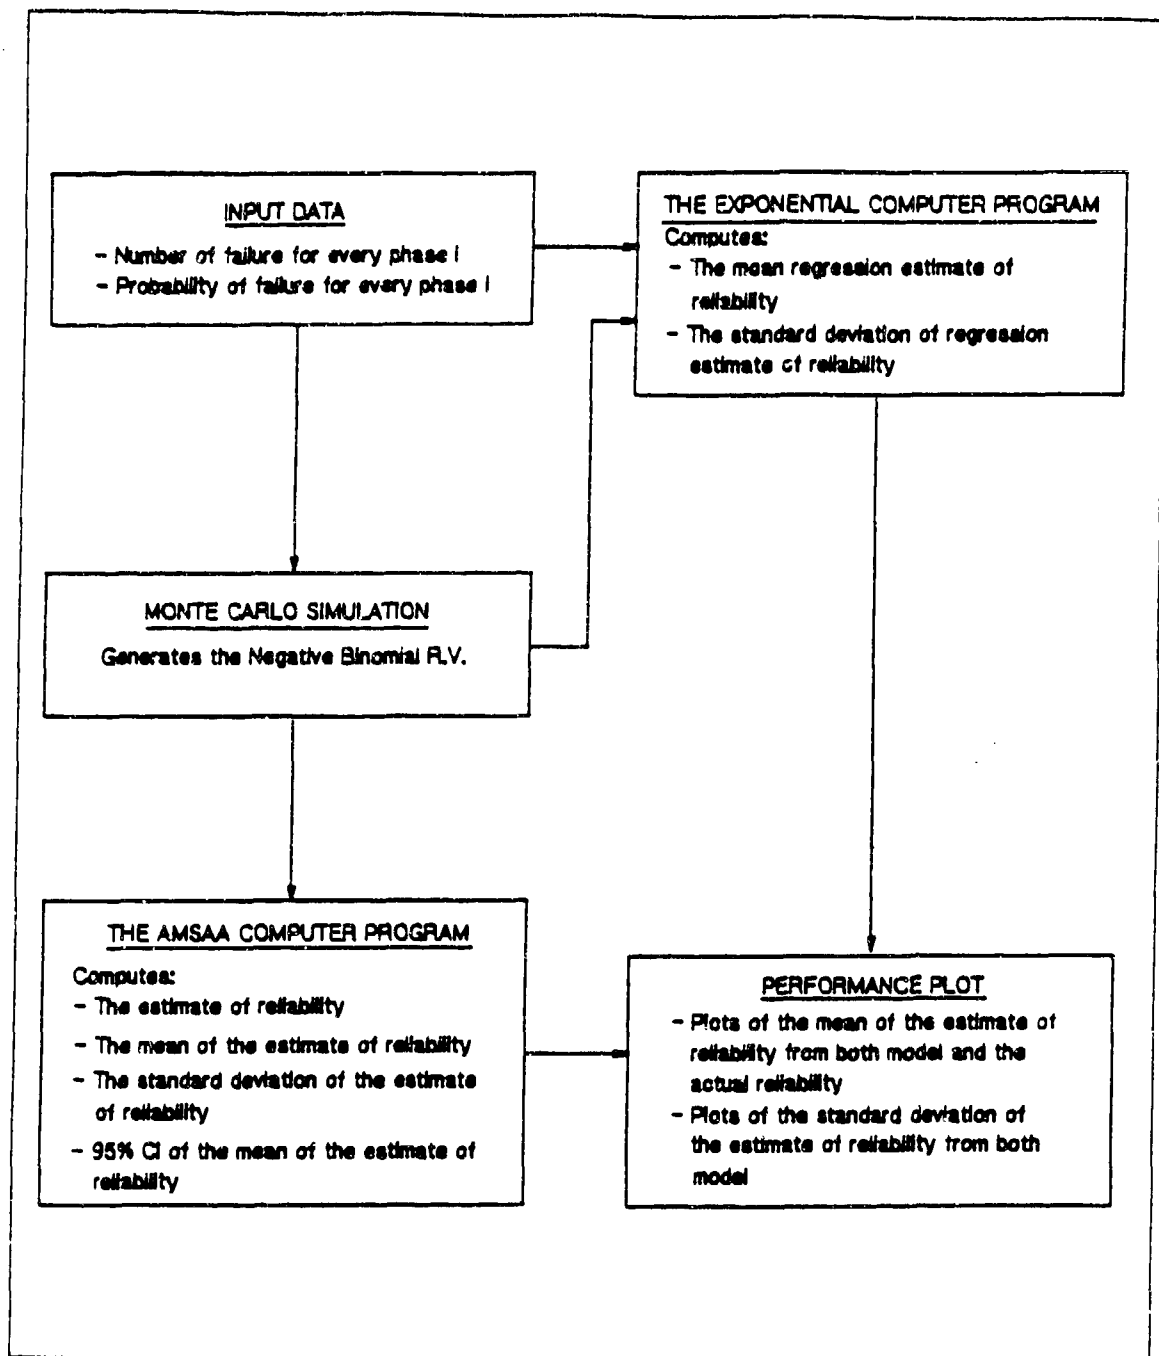 INPUT DATA
- Number of failure for every phase i
- Probability of failure for every phase i
THE EXPONENTIAL COMPUTER PROGRAM
Computes:
- The mean regression estimate of
reliability
- The standard deviation of regression
estimate of reliability
MONTE CARLO SIMULATION
Generates the Negative Binomial R.V.
THE AMSAA COMPUTER PROGRAM
Computes:
- The estimate of reliability
- The mean of the estimate of reliability
- The standard deviation of the estimate
of reliability
- 95% CI of the mean of the estimate of
reliability
PERFORMANCE PLOT
- Plots of the mean of the estimate of
reliability from both model and the
actual reliability
- Plots of the standard deviation of
the estimate of reliability from both
model